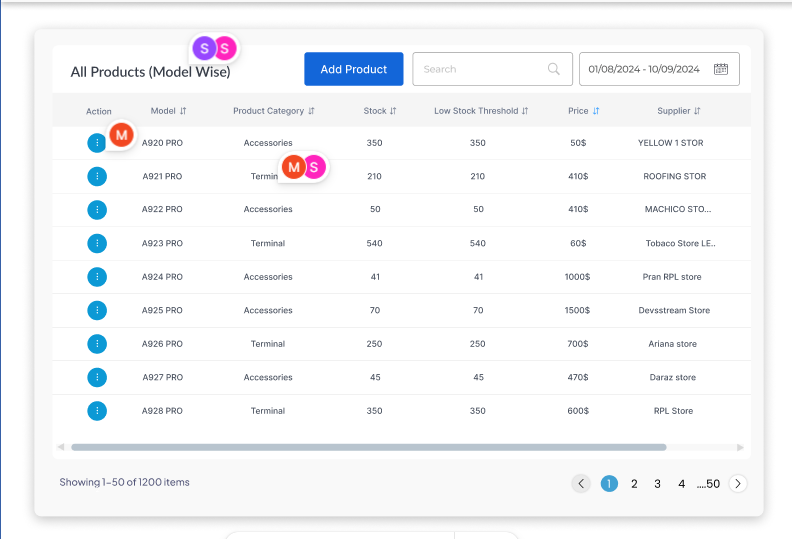 S S
All Products (Model Wise)
Add Product
Search
01/08/2024 - 10/09/2024
Action Model Product Category Stock Low Stock Threshold Price Supplier
M
A920 PRO Accessories 350 350 50$ YELLOW 1 STOR
M S
A921 PRO Termin 210 210 410$ ROOFING STOR
A922 PRO Accessories 50 50 410$ MACHICO STO...
A923 PRO Terminal 540 540 60$ Tobaco Store LE..
A924 PRO Accessories 41 41 1000$ Pran RPL store
A925 PRO Accessories 70 70 1500$ Devsstream Store
A926 PRO Terminal 250 250 700$ Ariana store
A927 PRO Accessories 45 45 470$ Daraz store
A928 PRO Terminal 350 350 600$ RPL Store
Showing 1-50 of 1200 items
1 2 3 4 ....50